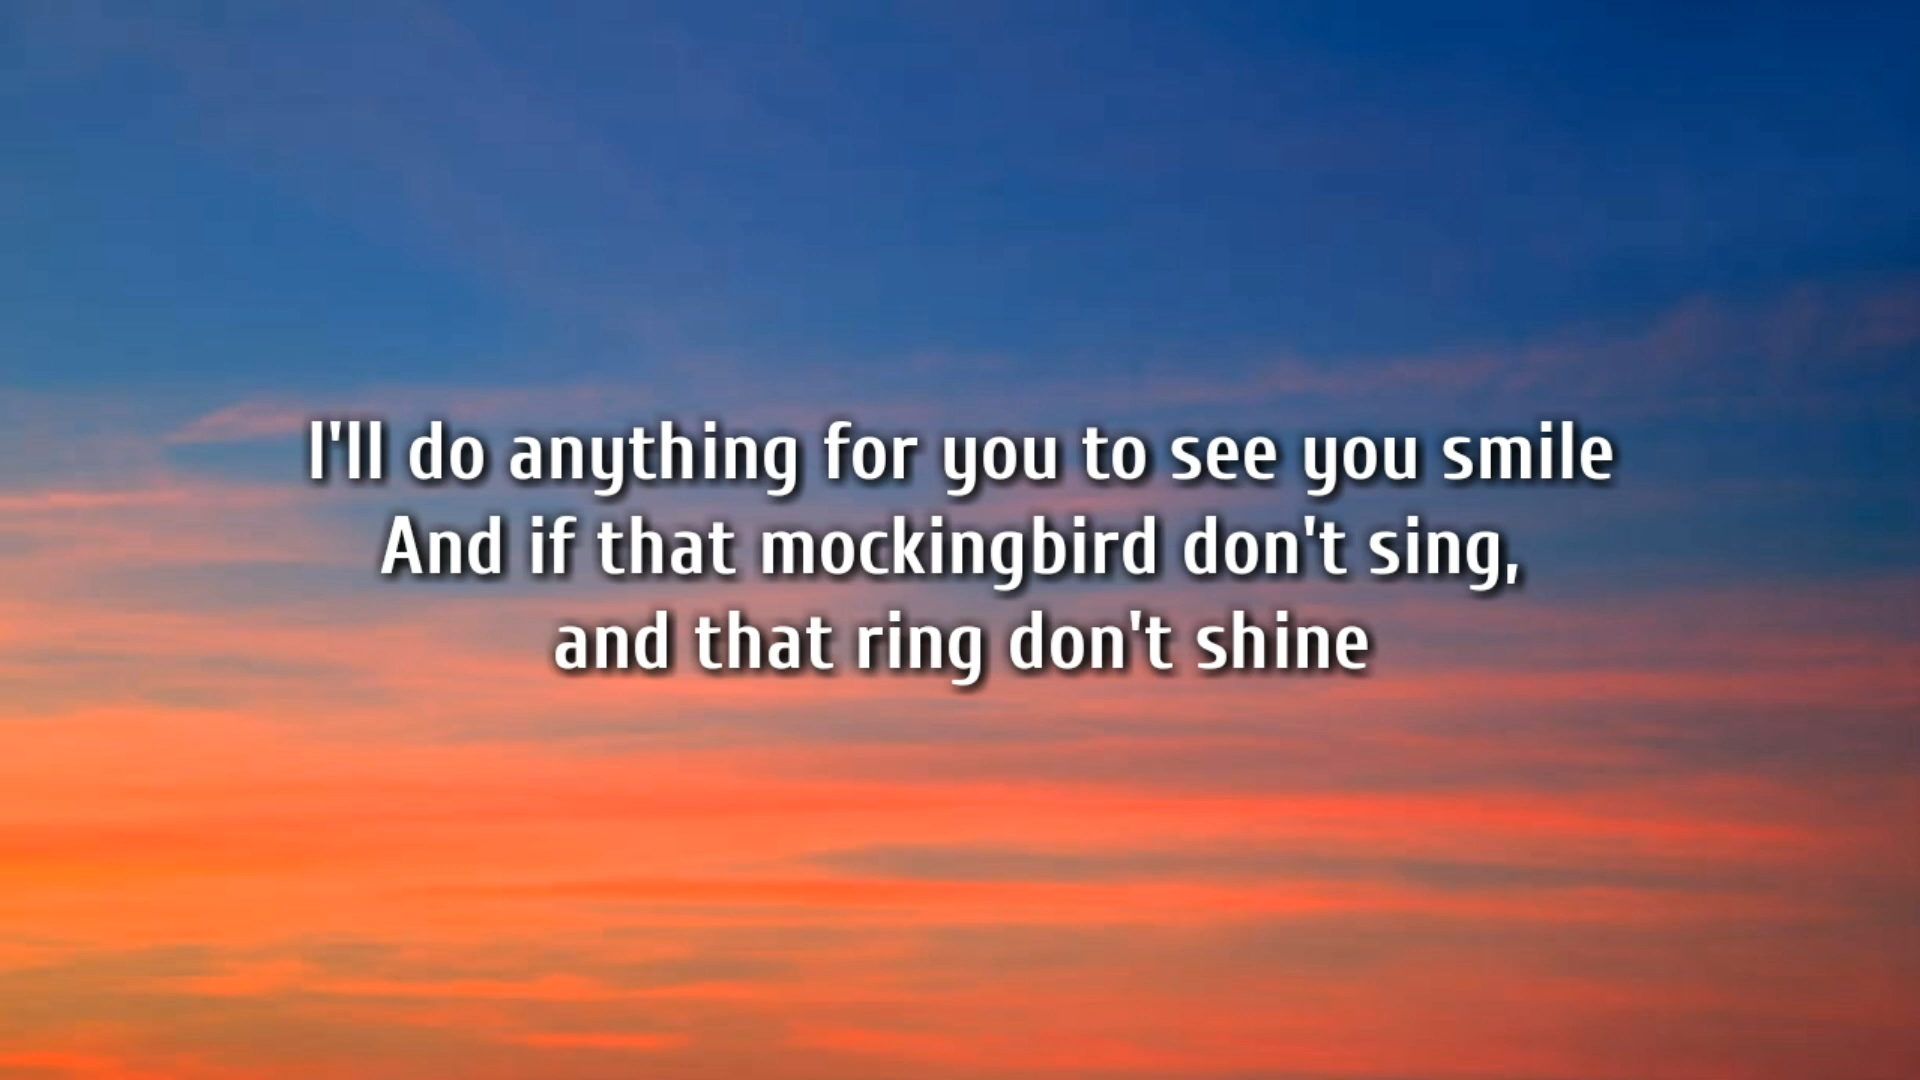 I'll do anything for you to see you smile
And if that mockingbird don't sing,
and that ring don't shine